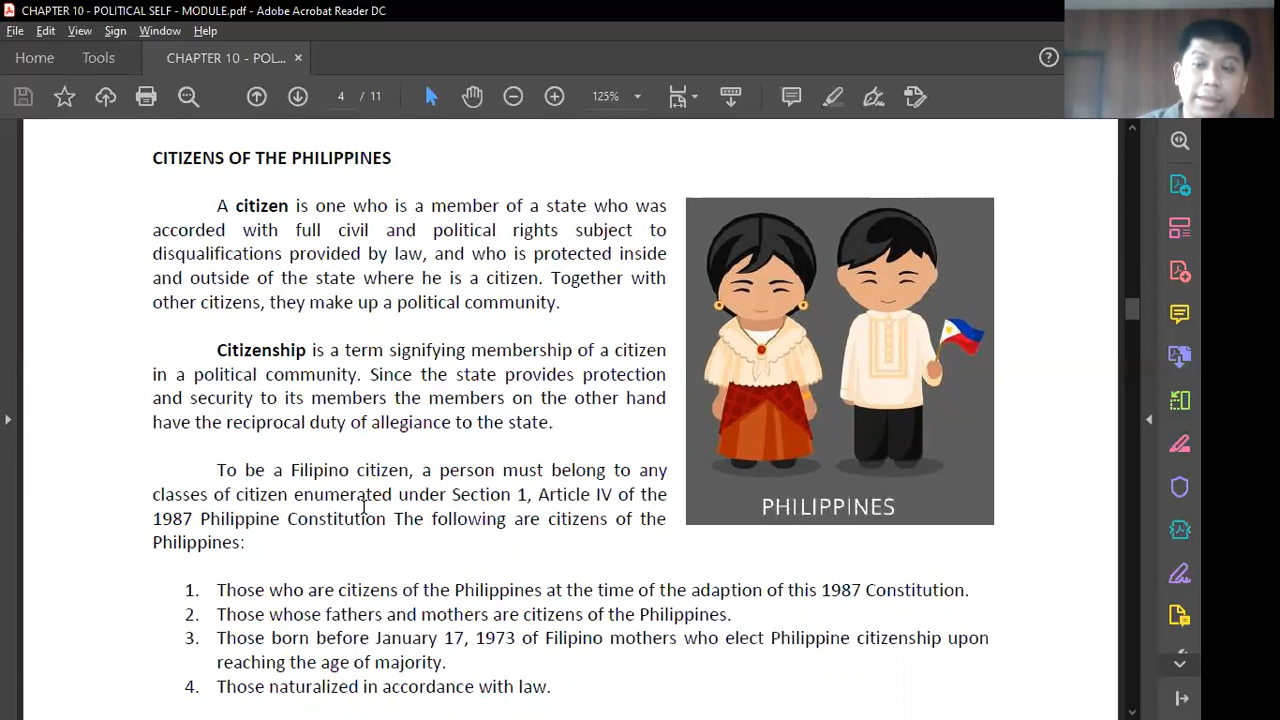 CHAPTER 10 - POLITICAL SELF - MODULE.pdf - Adobe Acrobat Reader DC
File Edit View Sign Window Help
Home Tools CHAPTER 10 - POL... ×
4 / 11 125%
CITIZENS OF THE PHILIPPINES
A citizen is one who is a member of a state who was
accorded with full civil and political rights subject to
disqualifications provided by law, and who is protected inside
and outside of the state where he is a citizen. Together with
other citizens, they make up a political community.
Citizenship is a term signifying membership of a citizen
in a political community. Since the state provides protection
and security to its members the members on the other hand
have the reciprocal duty of allegiance to the state.
To be a Filipino citizen, a person must belong to any
classes of citizen enumerated under Section 1, Article IV of the
1987 Philippine Constitution The following are citizens of the
Philippines:
PHILIPPINES
1. Those who are citizens of the Philippines at the time of the adaption of this 1987 Constitution.
2. Those whose fathers and mothers are citizens of the Philippines.
3. Those born before January 17, 1973 of Filipino mothers who elect Philippine citizenship upon
reaching the age of majority.
4. Those naturalized in accordance with law.